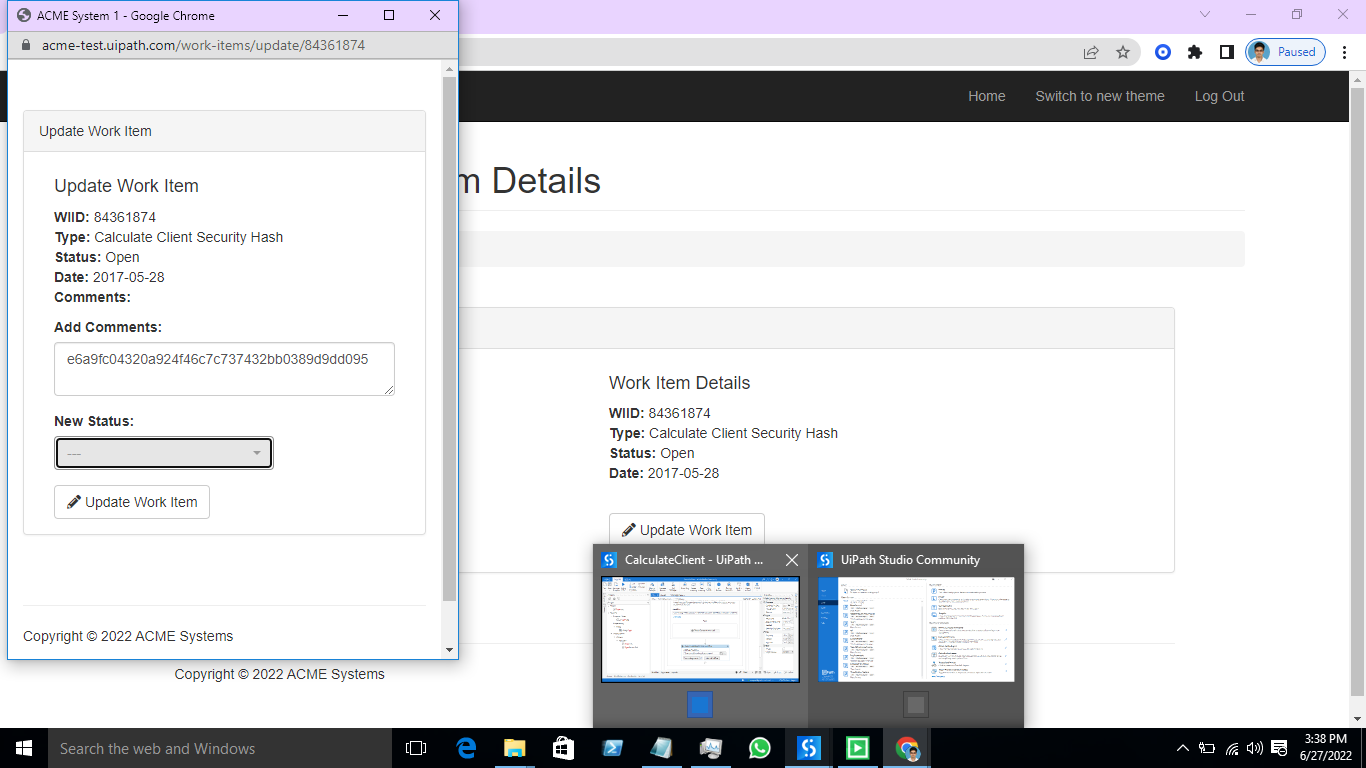 ACME System 1 - Google Chrome
acme-test.uipath.com/work-items/update/84361874
Paused
Home Switch to new theme Log Out
Update Work Item
Update Work Item
WIID: 84361874
Type: Calculate Client Security Hash
Status: Open
Date: 2017-05-28
Comments:
Add Comments:
e6a9fc04320a924f46c7c737432bb0389d9dd095
New Status:
---
Update Work Item
Copyright © 2022 ACME Systems
m Details
Work Item Details
WIID: 84361874
Type: Calculate Client Security Hash
Status: Open
Date: 2017-05-28
Update Work Item
Copyright © 2022 ACME Systems
CalculateClient - UiPath ...
UiPath Studio Community
Search the web and Windows
3:38 PM
6/27/2022